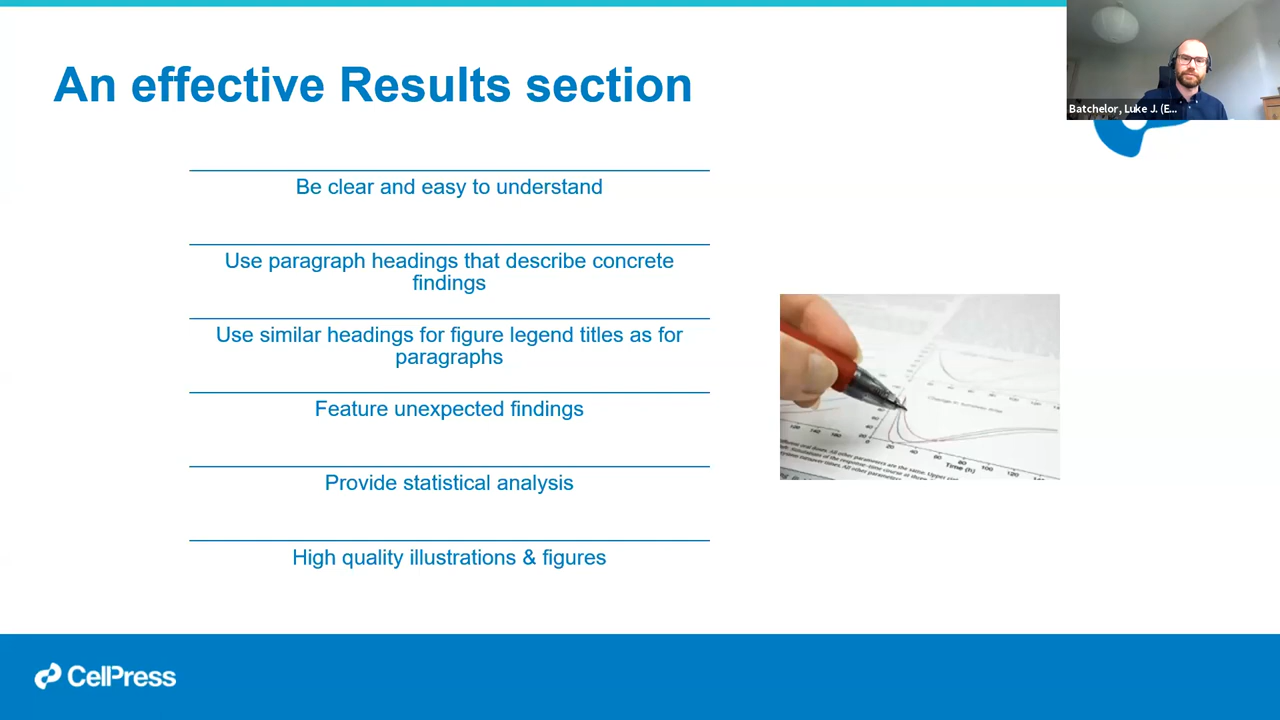 An effective Results section
Batchelor, Luke J. (E...
Be clear and easy to understand
Use paragraph headings that describe concrete
findings
Use similar headings for figure legend titles as for
paragraphs
Feature unexpected findings
Provide statistical analysis
High quality illustrations & figures
Time (h)
CellPress